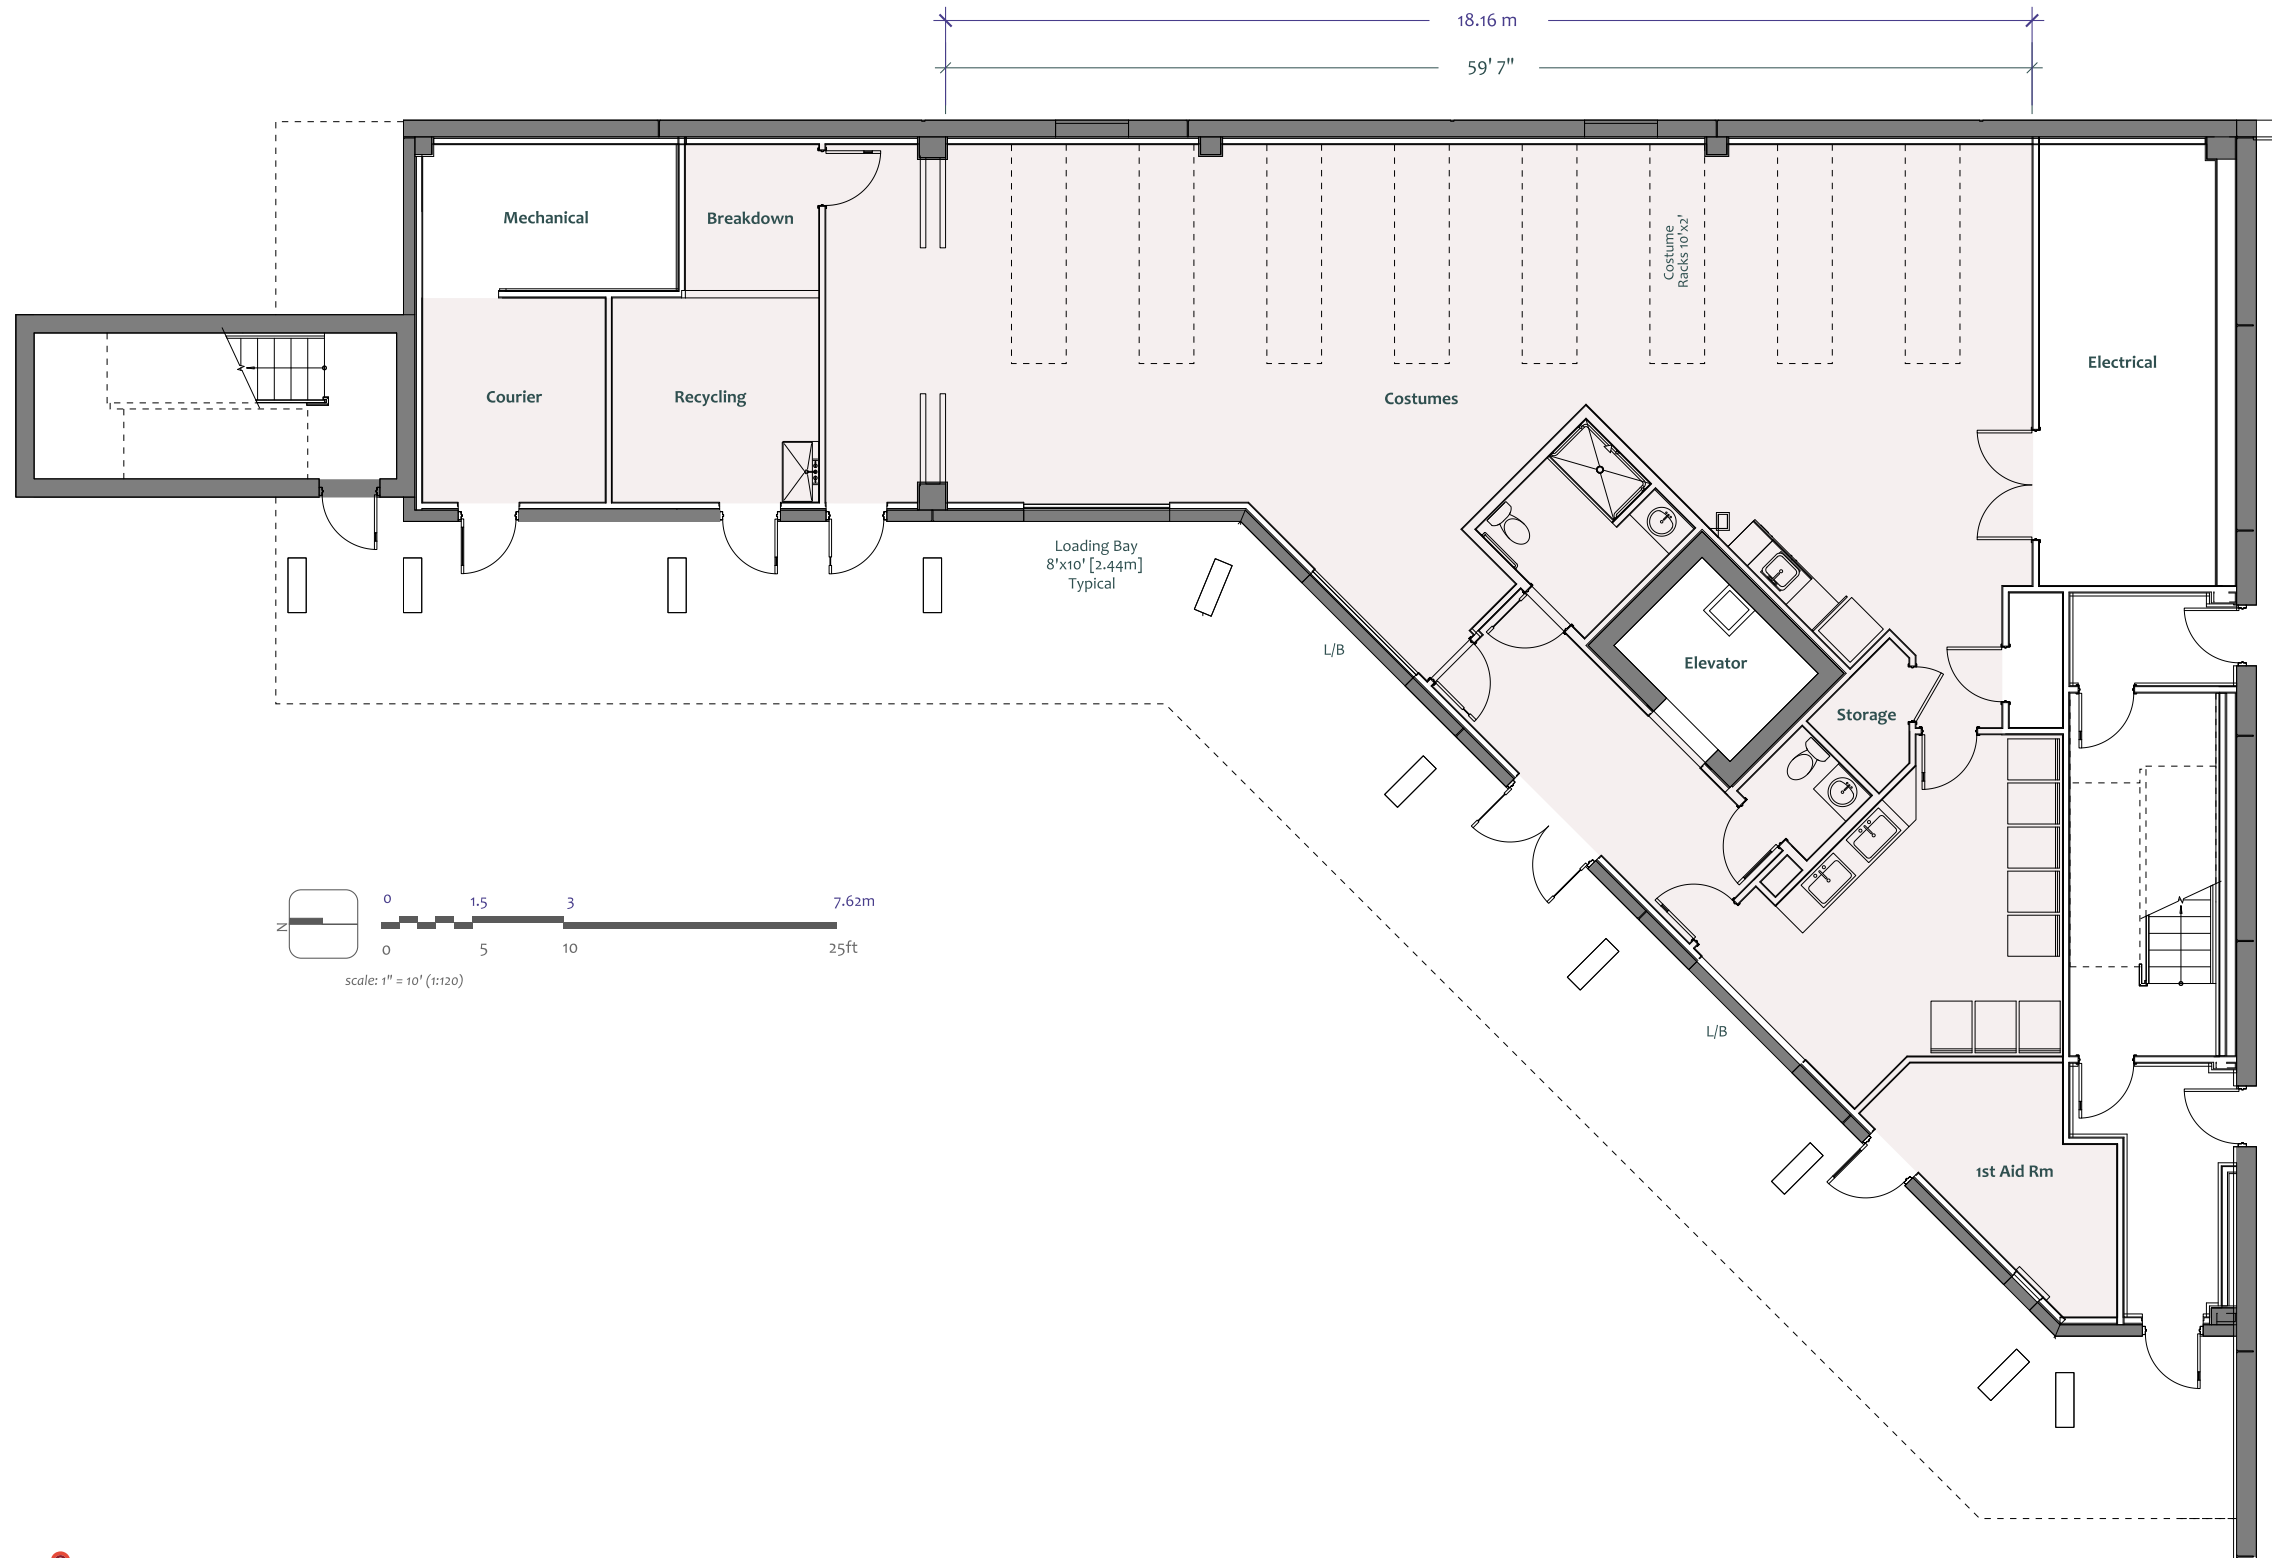 18.16 m
59' 7"
Mechanical
Breakdown
Costume
Racks 10'x2'
Electrical
Courier
Recycling
Costumes
Loading Bay
8'x10' [2.44m]
Typical
L/B
Elevator
Storage
N
0 1.5 3 7.62m
0 5 10 25ft
scale: 1" = 10' (1:120)
L/B
1st Aid Rm